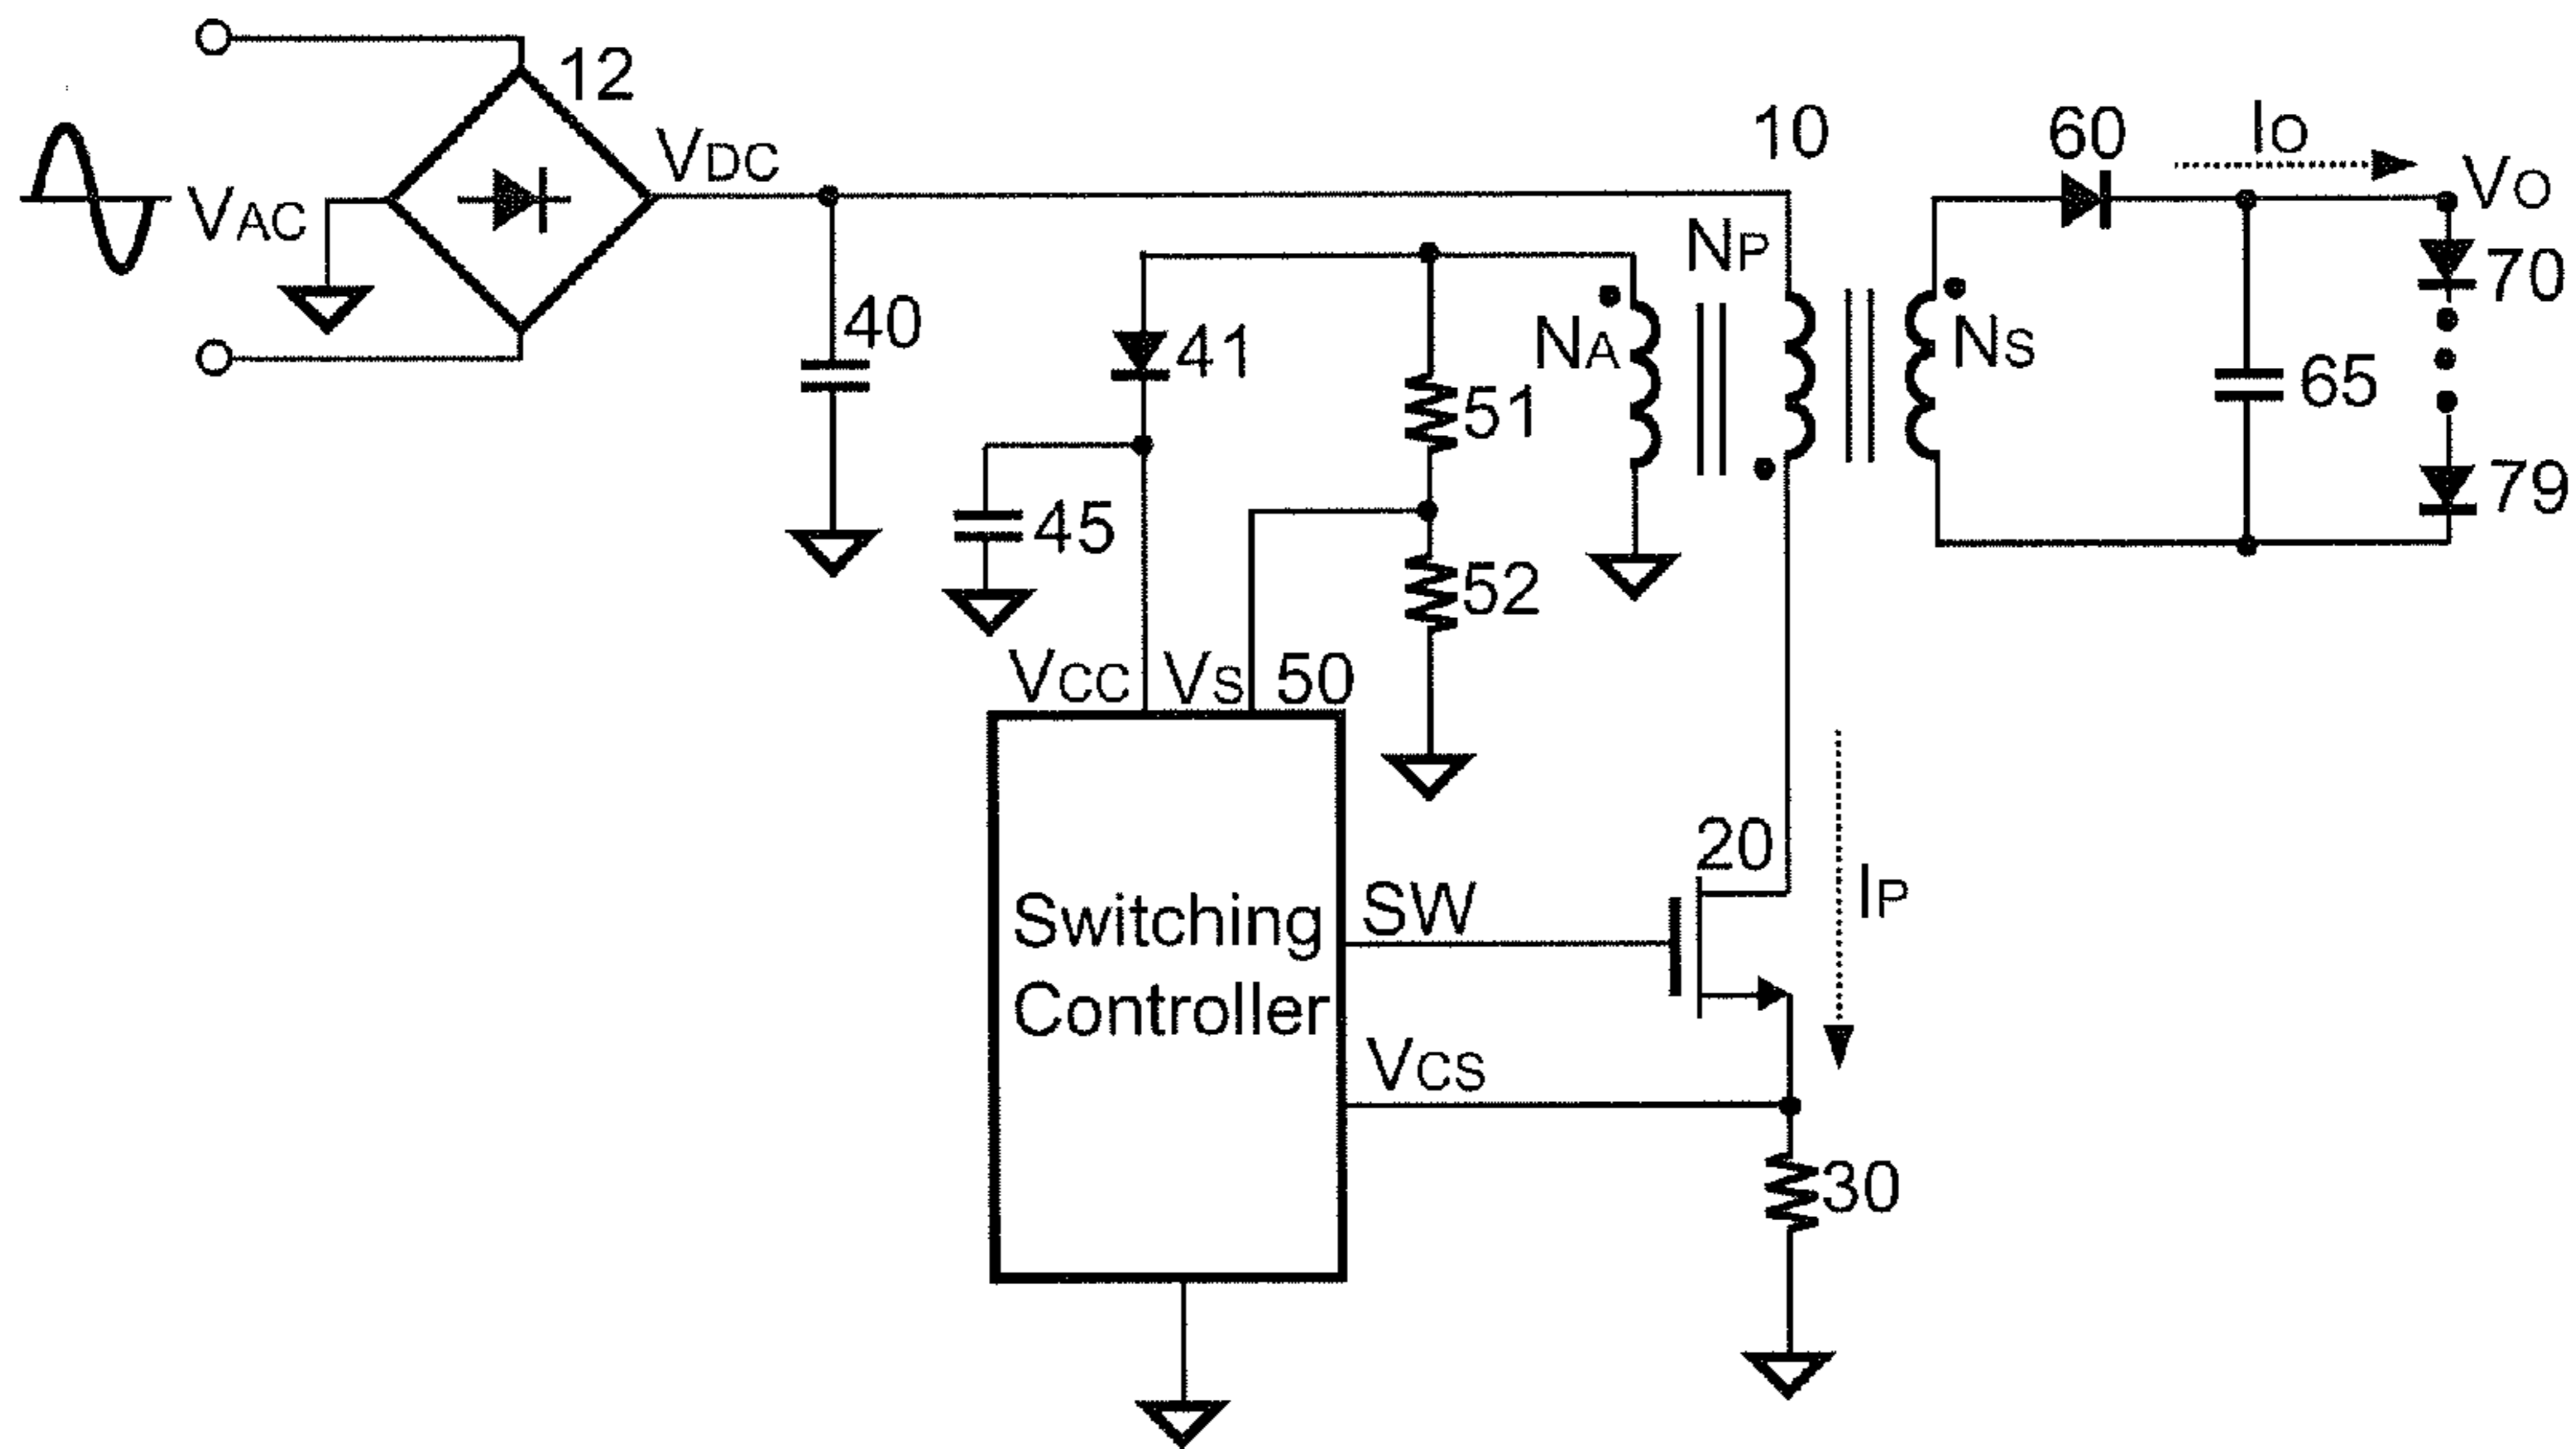 12
VAC
VDC
10
60
IO
VO
NP
70
40
41
51
NA
NS
65
45
52
79
VCC
VS
50
20
IP
SW
Switching
Controller
VCS
30